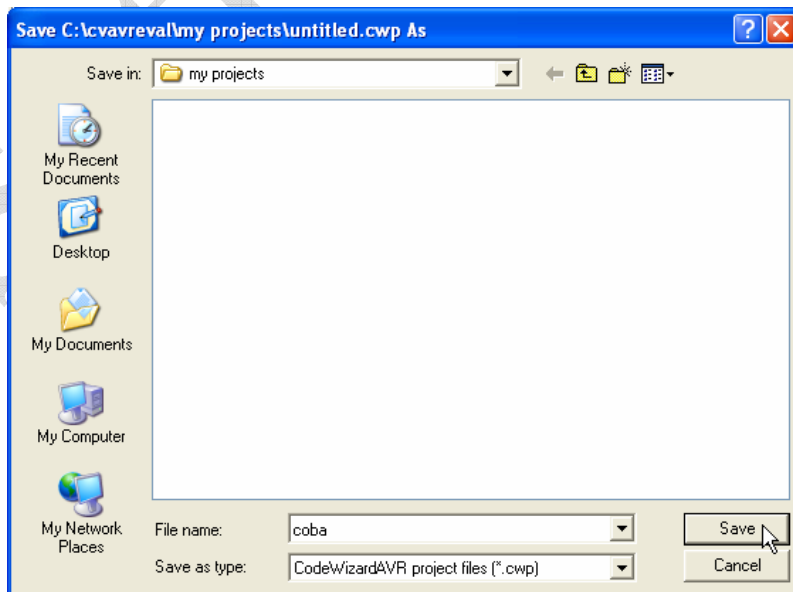 Save C:\cvavreval\my projects\untitled.cwp As
Save in: my projects
My Recent
Documents
Desktop
My Documents
My Computer
My Network
Places
File name: coba Save
Save as type: CodeWizardAVR project files (*.cwp) Cancel